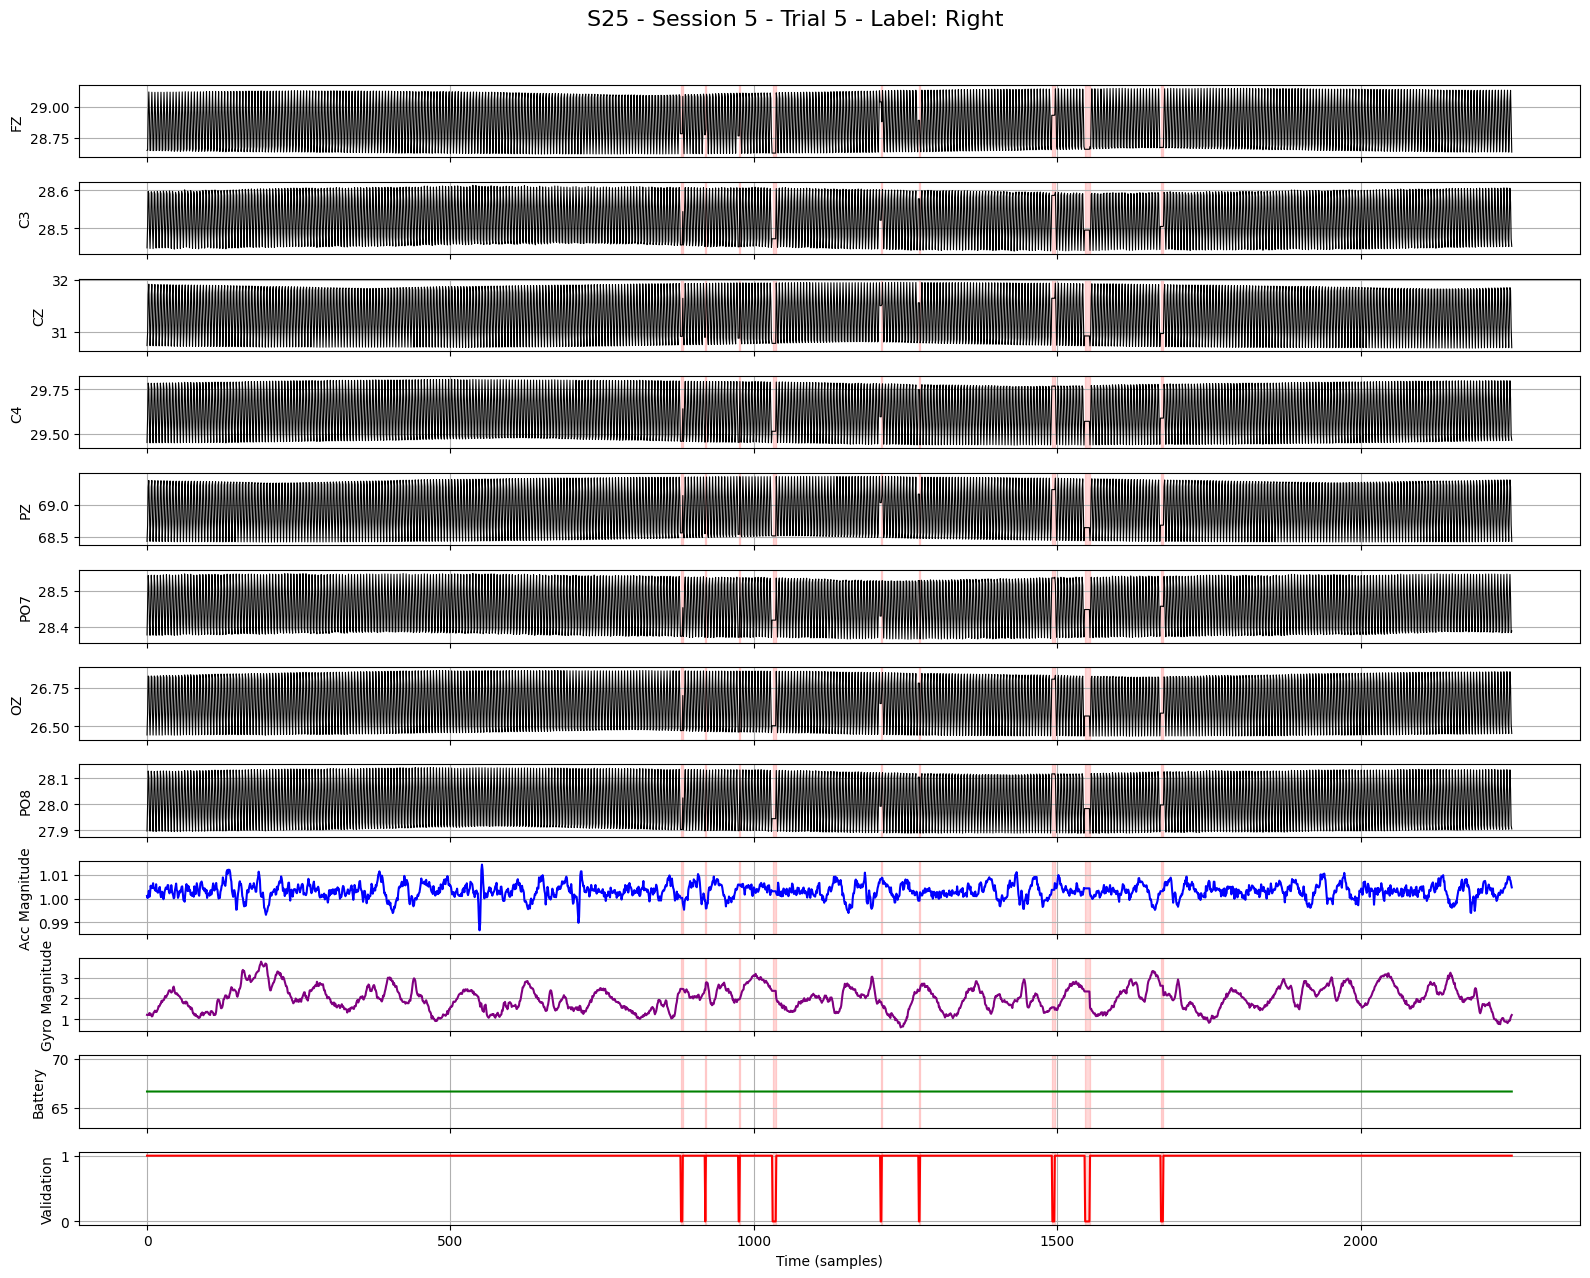 S25 - Session 5 - Trial 5 - Label: Right
FZ
29.00
28.75
C3
28.6
28.5
CZ
32
31
C4
29.75
29.50
PZ
69.0
68.5
PO7
28.5
28.4
OZ
26.75
26.50
PO8
28.1
28.0
27.9
Acc Magnitude
1.01
1.00
0.99
Gyro Magnitude
3
2
1
Battery
70
65
Validation
1
0
0 500 1000 1500 2000
Time (samples)